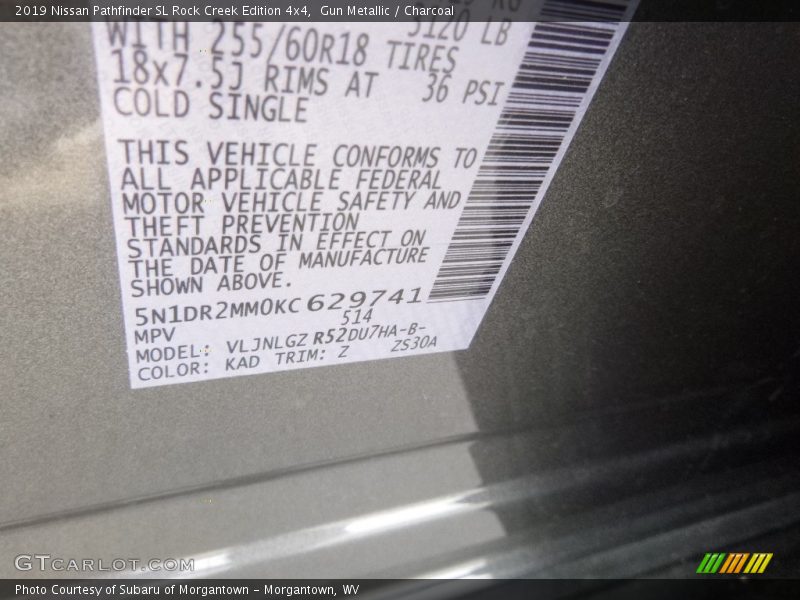 2019 Nissan Pathfinder SL Rock Creek Edition 4x4,  Gun Metallic / Charcoal
KG
5120 LB
WITH 255/60R18 TIRES
18x7.5J RIMS AT 36 PSI
COLD SINGLE
THIS VEHICLE CONFORMS TO
ALL APPLICABLE FEDERAL
MOTOR VEHICLE SAFETY AND
THEFT PREVENTION
STANDARDS IN EFFECT ON
THE DATE OF MANUFACTURE
SHOWN ABOVE.
5N1DR2MM0KC629741
MPV 514
MODEL: VLJNLGZ R52DU7HA-B-
COLOR: KAD TRIM: Z ZS30A
GTCARLOT.COM
Photo Courtesy of Subaru of Morgantown - Morgantown, WV